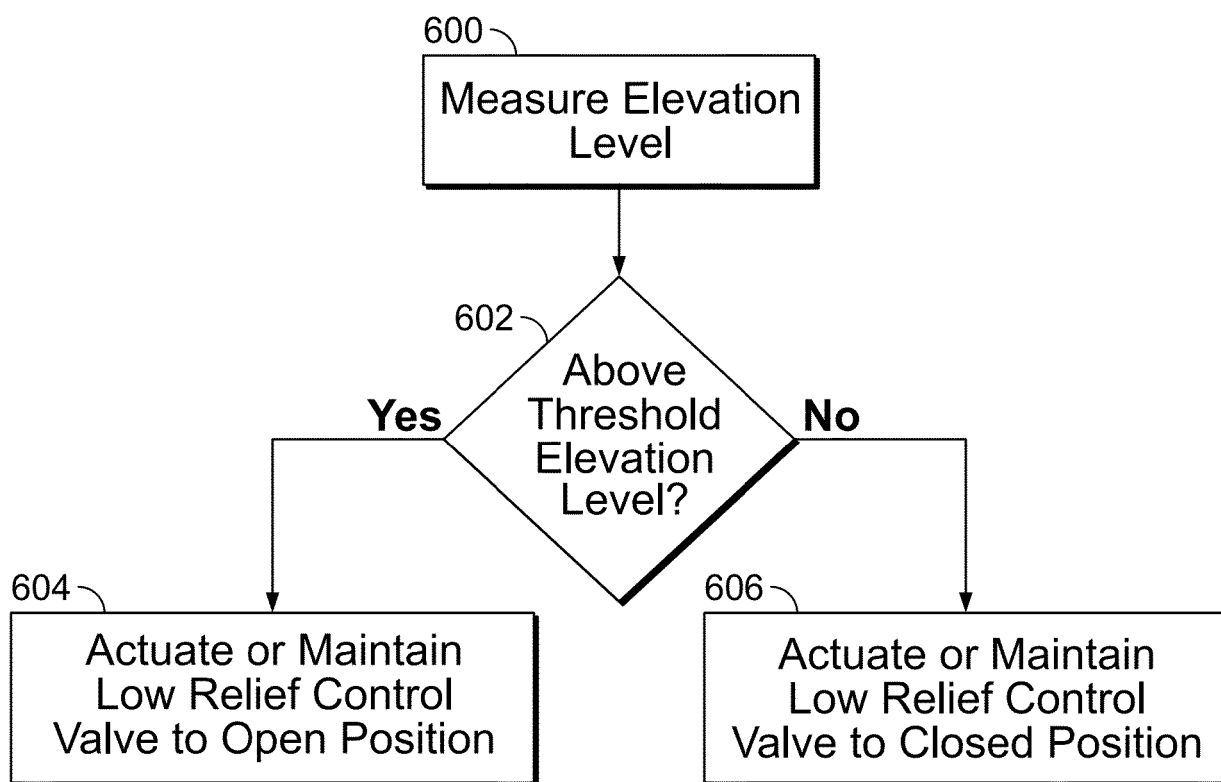 600
Measure Elevation
Level
602
Above
Threshold
Elevation
Level?
Yes
No
604
Actuate or Maintain
Low Relief Control
Valve to Open Position
606
Actuate or Maintain
Low Relief Control
Valve to Closed Position